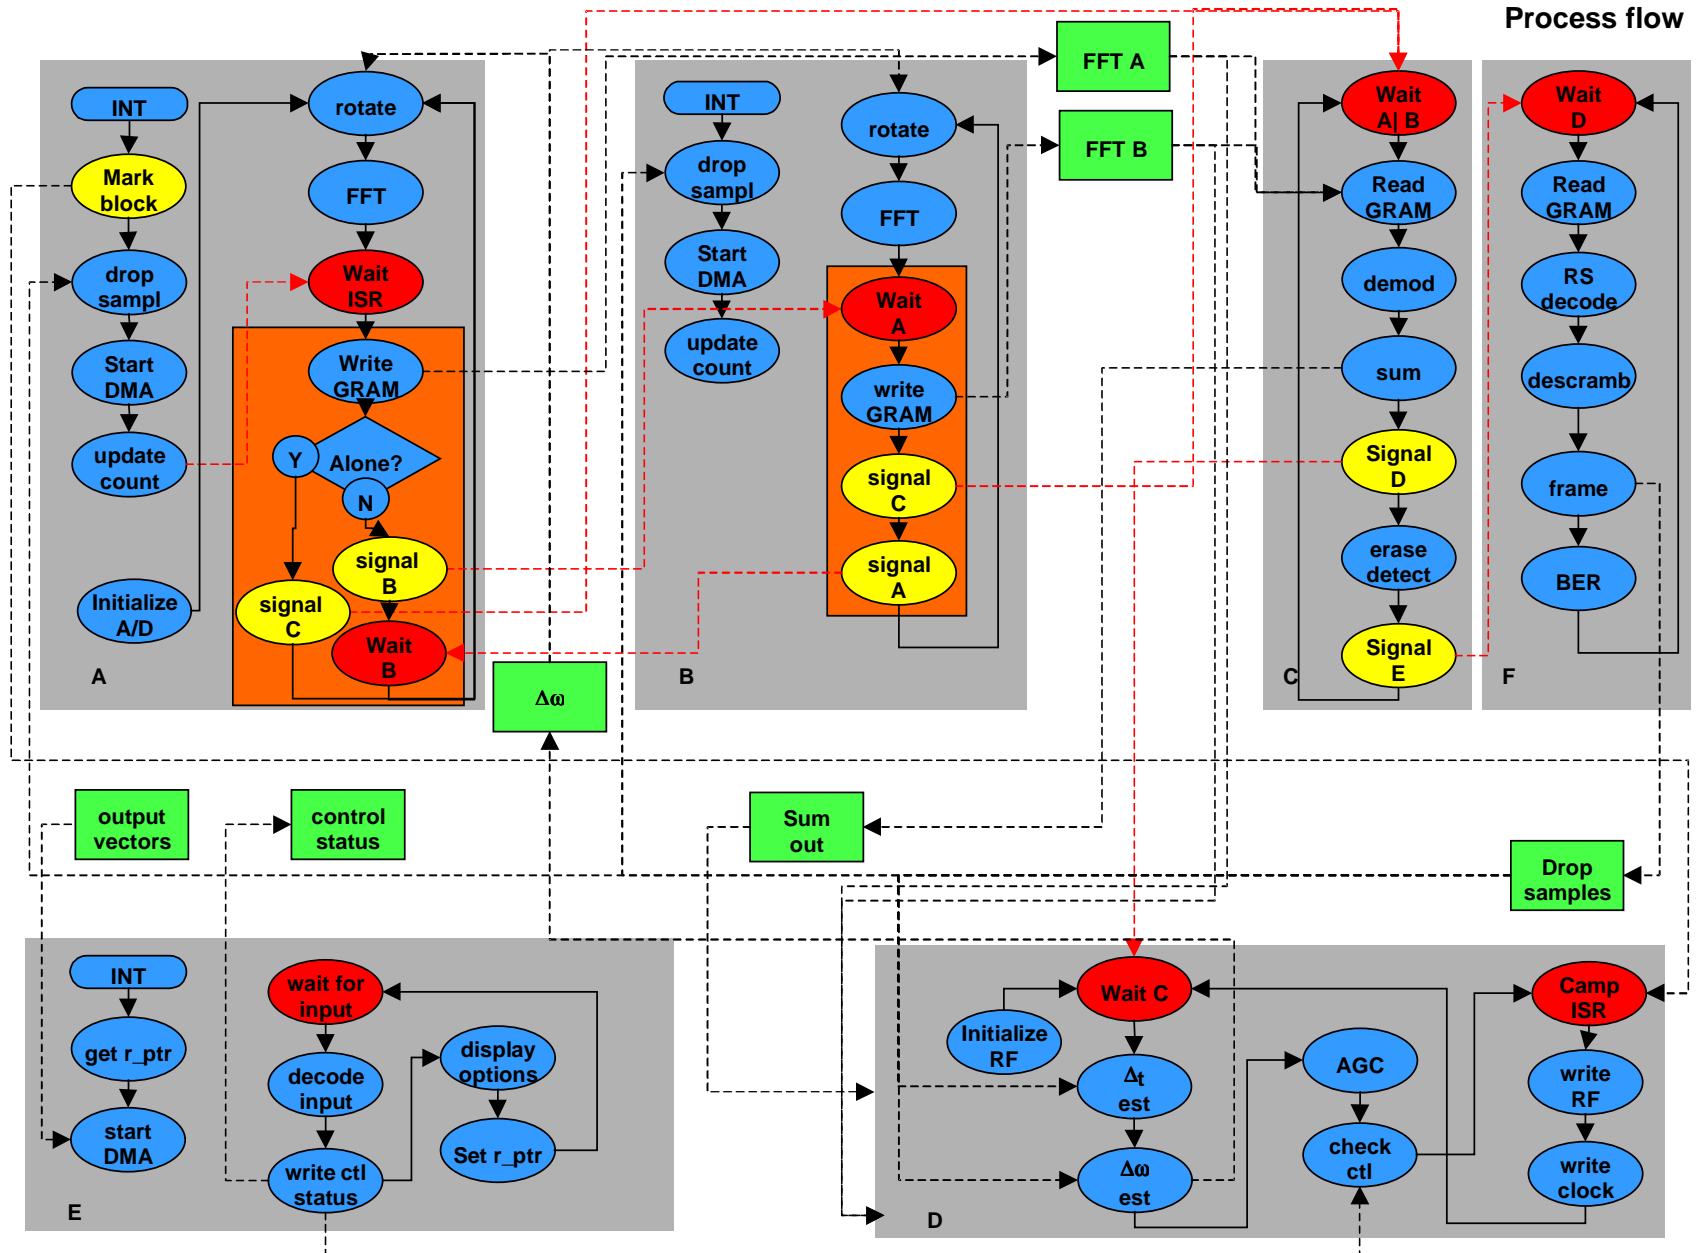 Process flow
INT
Mark
block
drop
sampl
Start
DMA
update
count
Initialize
A/D
A
rotate
FFT
Wait
ISR
Write
GRAM
Alone?
Y
N
signal
B
signal
C
Wait
B
INT
drop
sampl
Start
DMA
update
count
B
rotate
FFT
Wait
A
write
GRAM
signal
C
signal
A
FFT A
FFT B
Wait
A| B
Read
GRAM
demod
sum
Signal
D
erase
detect
Signal
E
C
Wait
D
Read
GRAM
RS
decode
descramb
frame
BER
F
Δω
output
vectors
control
status
Sum
out
Drop
samples
INT
get r_ptr
start
DMA
E
wait for
input
decode
input
write ctl
status
display
options
Set r_ptr
Wait C
Initialize
RF
Δt
est
Δω
est
D
AGC
check
ctl
Camp
ISR
write
RF
write
clock